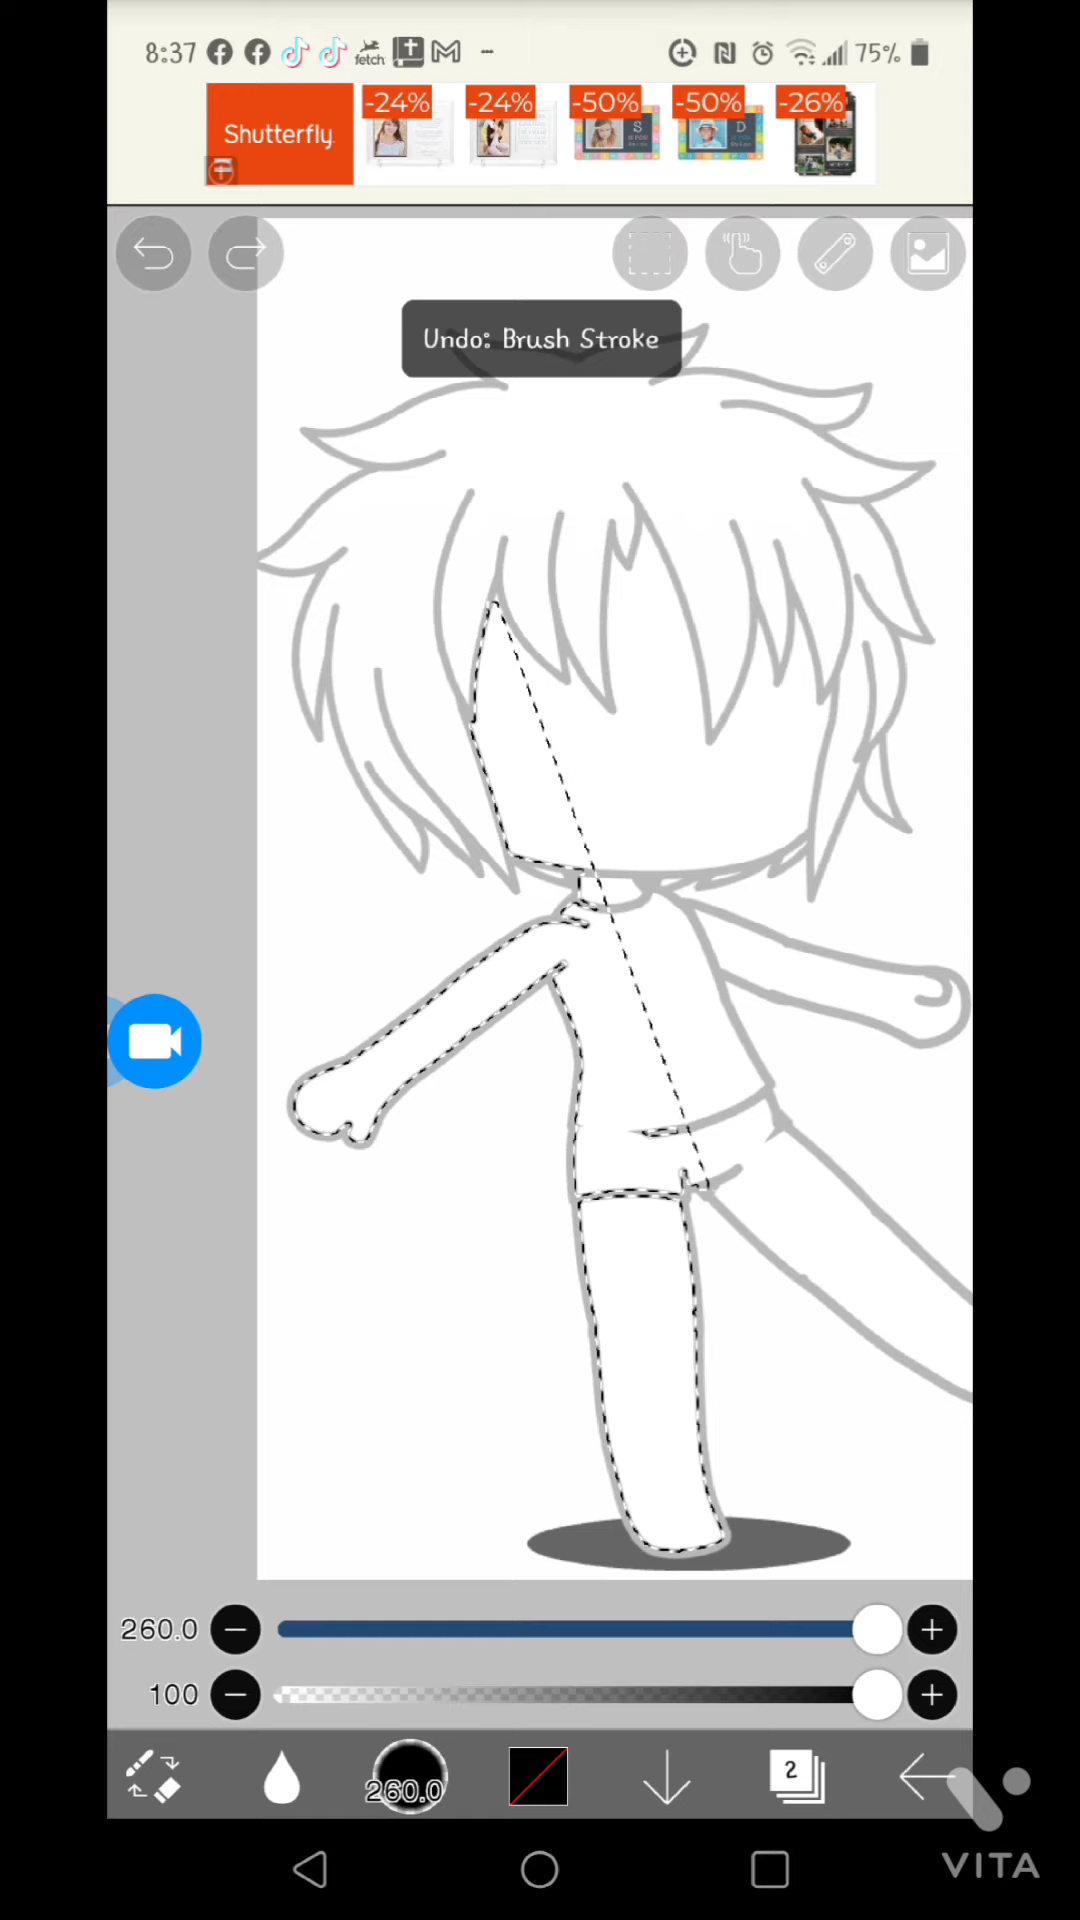 8:37 fetch 75%
-24% -24% -50% -50% -26%
Shutterfly.
S D
Undo: Brush Stroke
260.0
100
260.0 2
VITA